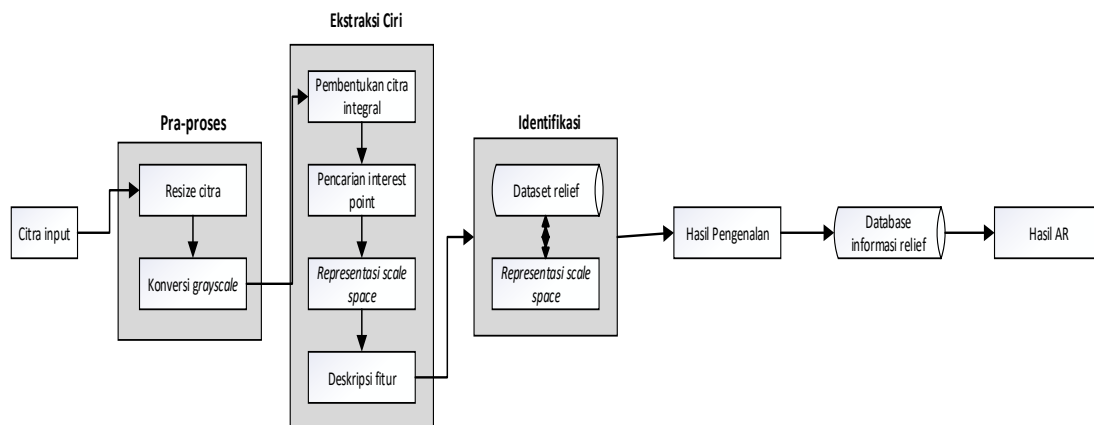 Citra input
Pra-proses
Resize citra
Konversi grayscale
Ekstraksi Ciri
Pembentukan citra
integral
Pencarian interest
point
Representasi scale
space
Deskripsi fitur
Identifikasi
Dataset relief
Representasi scale
space
Hasil Pengenalan
Database
informasi relief
Hasil AR